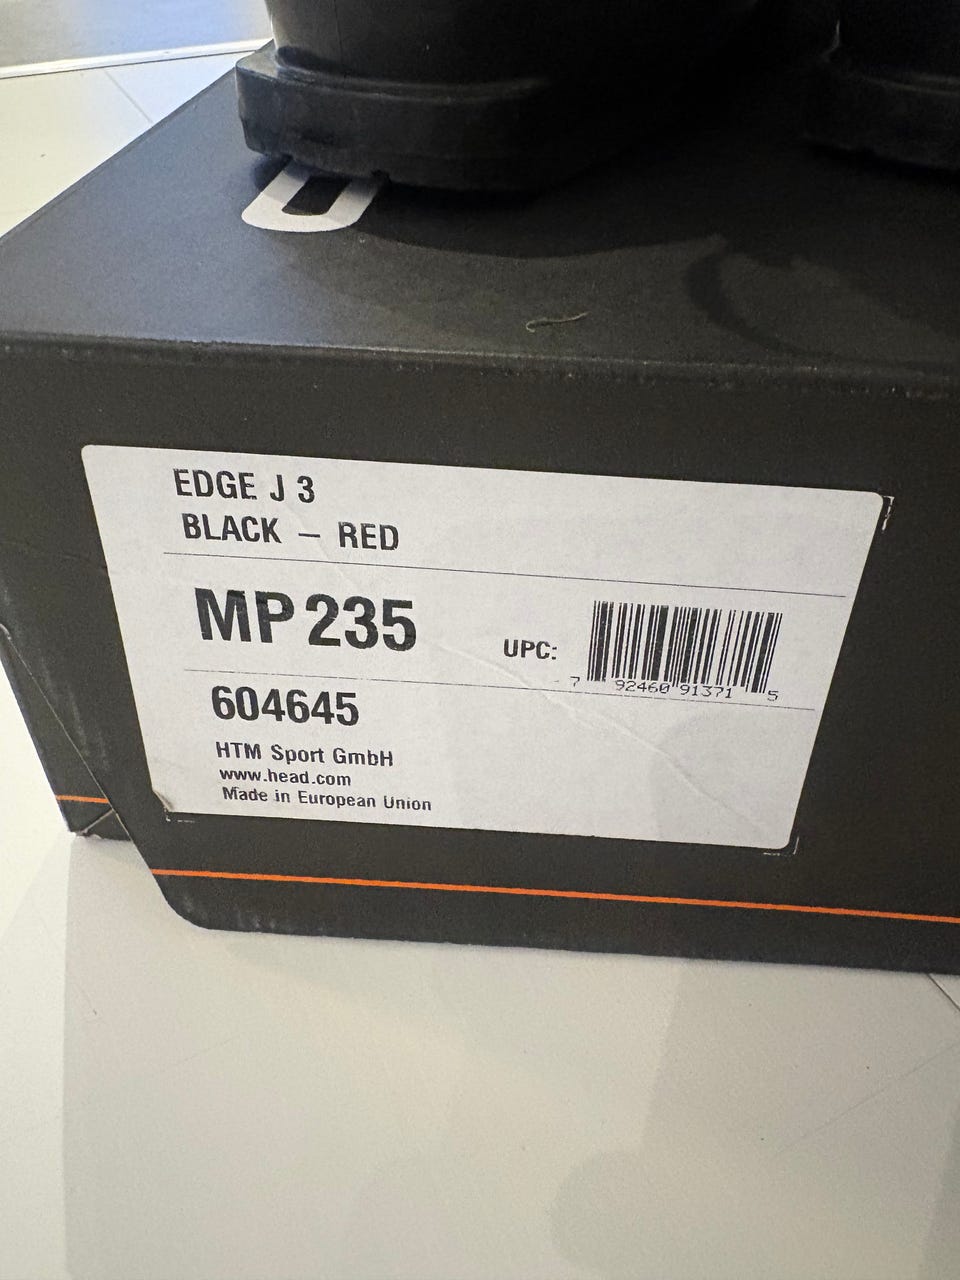 EDGE J 3
BLACK – RED
MP 235
UPC:
7 92460 91371 5
604645
HTM Sport GmbH
www.head.com
Made in European Union